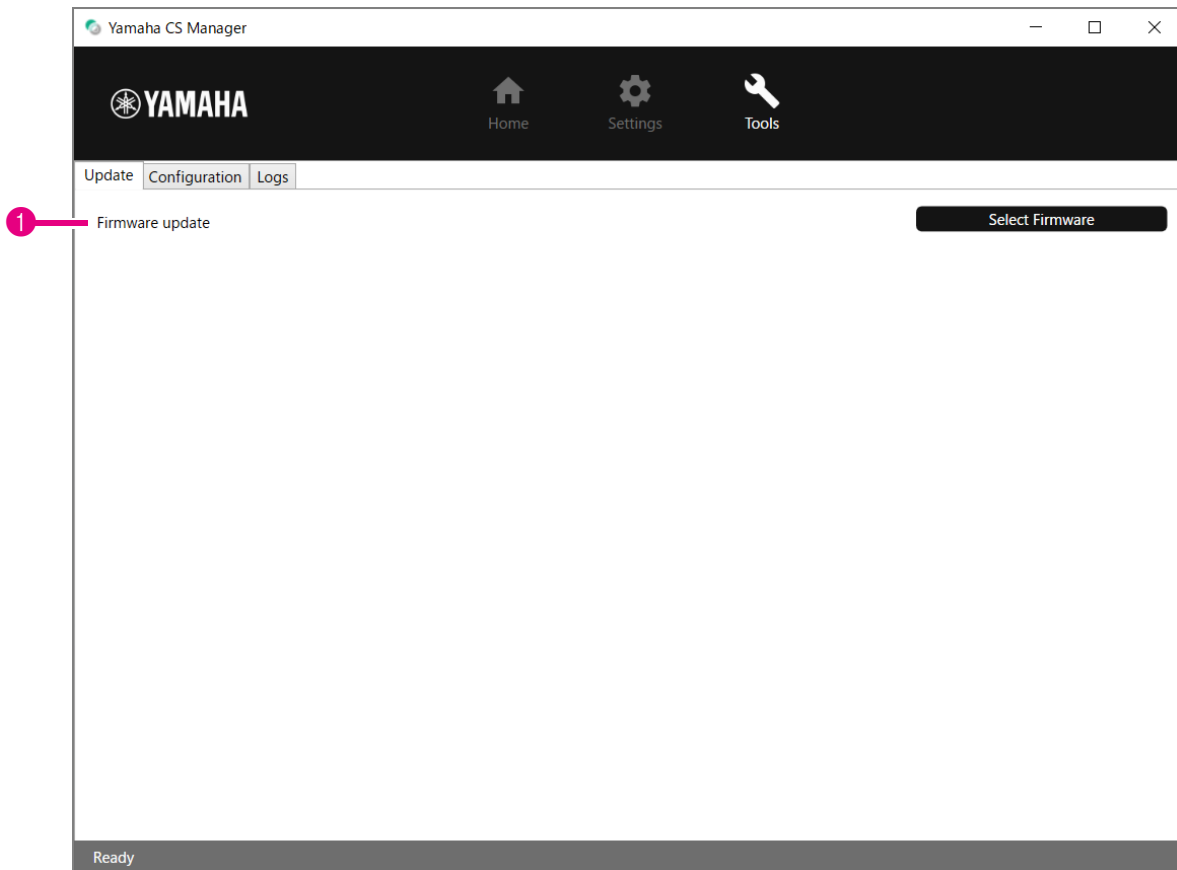 Yamaha CS Manager
YAMAHA
Home Settings Tools
Update Configuration Logs
1 Firmware update Select Firmware
Ready